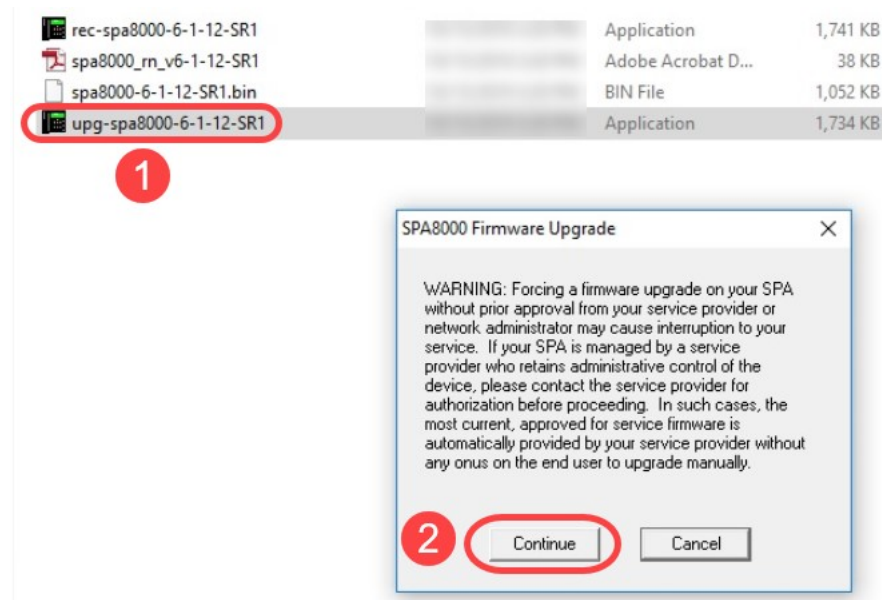 rec-spa8000-6-1-12-SR1 Application 1,741 KB
spa8000_rn_v6-1-12-SR1 Adobe Acrobat D... 38 KB
spa8000-6-1-12-SR1.bin BIN File 1,052 KB
upg-spa8000-6-1-12-SR1 Application 1,734 KB
1
SPA8000 Firmware Upgrade
WARNING: Forcing a firmware upgrade on your SPA
without prior approval from your service provider or
network administrator may cause interruption to your
service. If your SPA is managed by a service
provider who retains administrative control of the
device, please contact the service provider for
authorization before proceeding. In such cases, the
most current, approved for service firmware is
automatically provided by your service provider without
any onus on the end user to upgrade manually.
2 Continue Cancel